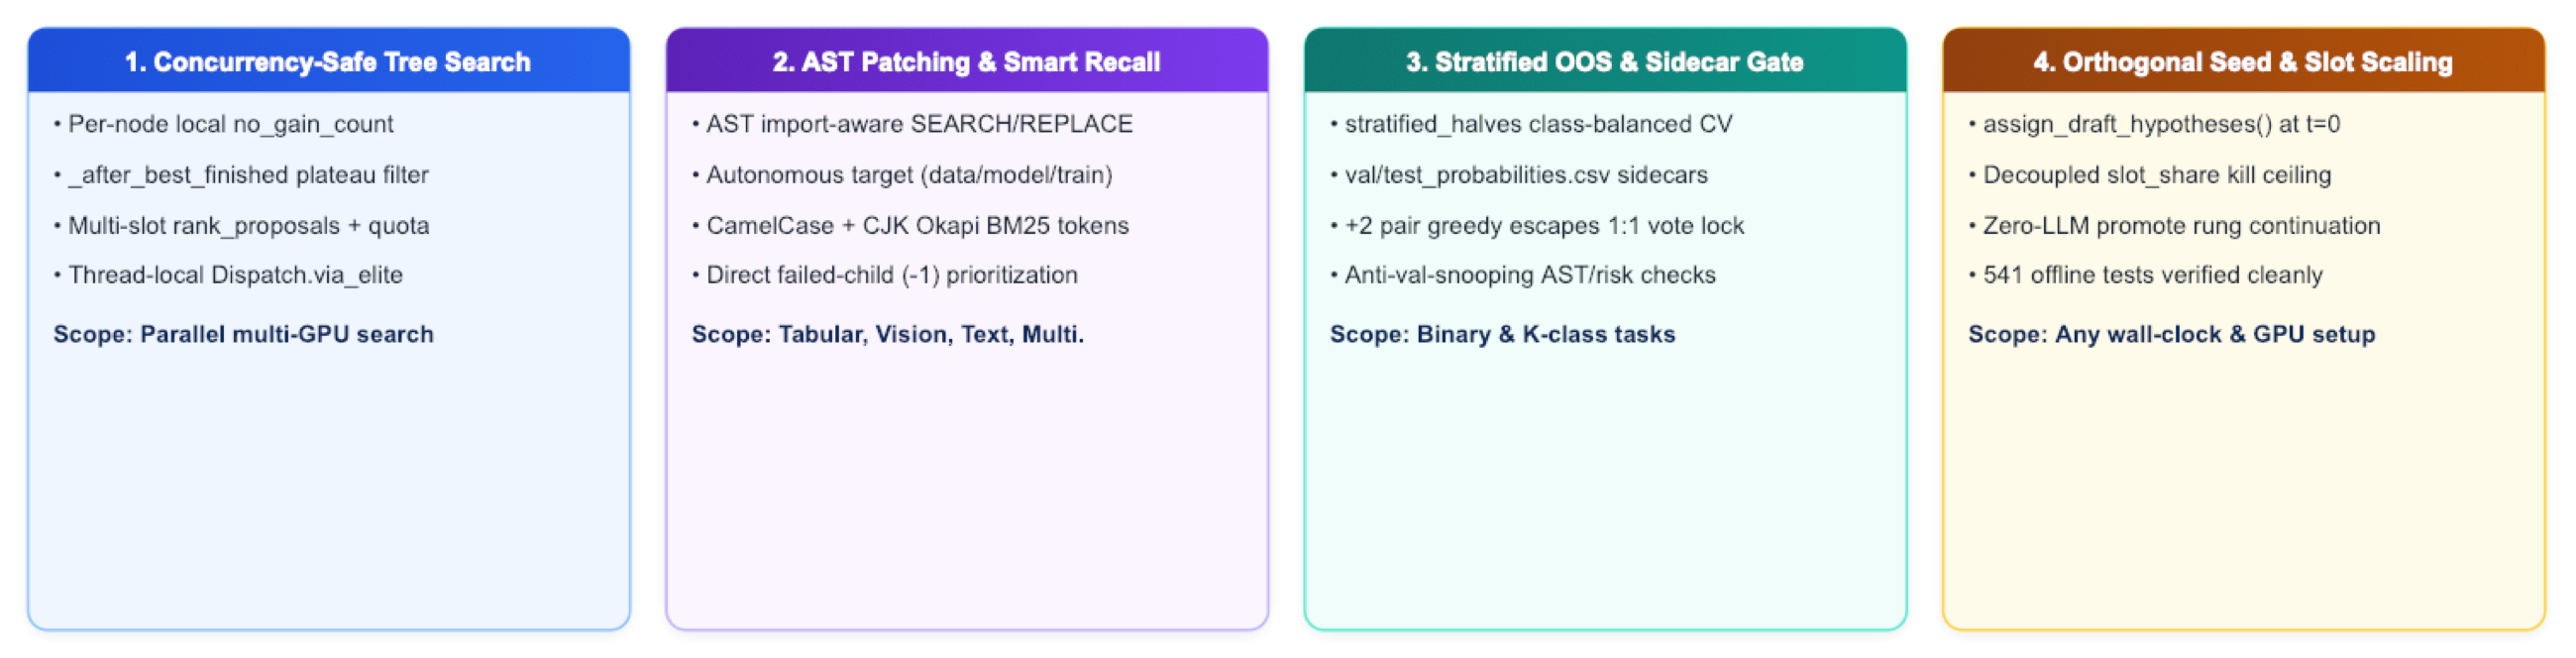 1. Concurrency-Safe Tree Search
• Per-node local no_gain_count
• _after_best_finished plateau filter
• Multi-slot rank_proposals + quota
• Thread-local Dispatch.via_elite
Scope: Parallel multi-GPU search
2. AST Patching & Smart Recall
• AST import-aware SEARCH/REPLACE
• Autonomous target (data/model/train)
• CamelCase + CJK Okapi BM25 tokens
• Direct failed-child (-1) prioritization
Scope: Tabular, Vision, Text, Multi.
3. Stratified OOS & Sidecar Gate
• stratified_halves class-balanced CV
• val/test_probabilities.csv sidecars
• +2 pair greedy escapes 1:1 vote lock
• Anti-val-snooping AST/risk checks
Scope: Binary & K-class tasks
4. Orthogonal Seed & Slot Scaling
• assign_draft_hypotheses() at t=0
• Decoupled slot_share kill ceiling
• Zero-LLM promote rung continuation
• 541 offline tests verified cleanly
Scope: Any wall-clock & GPU setup